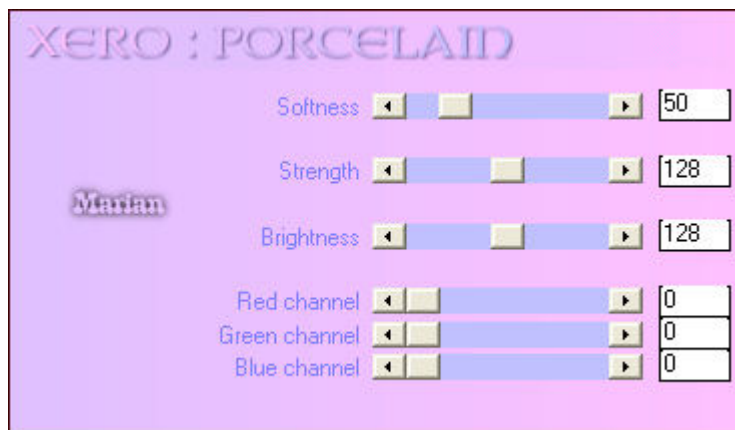 XERO : PORCELAIN
Softness 50
Strength 128
Marian
Brightness 128
Red channel 0
Green channel 0
Blue channel 0